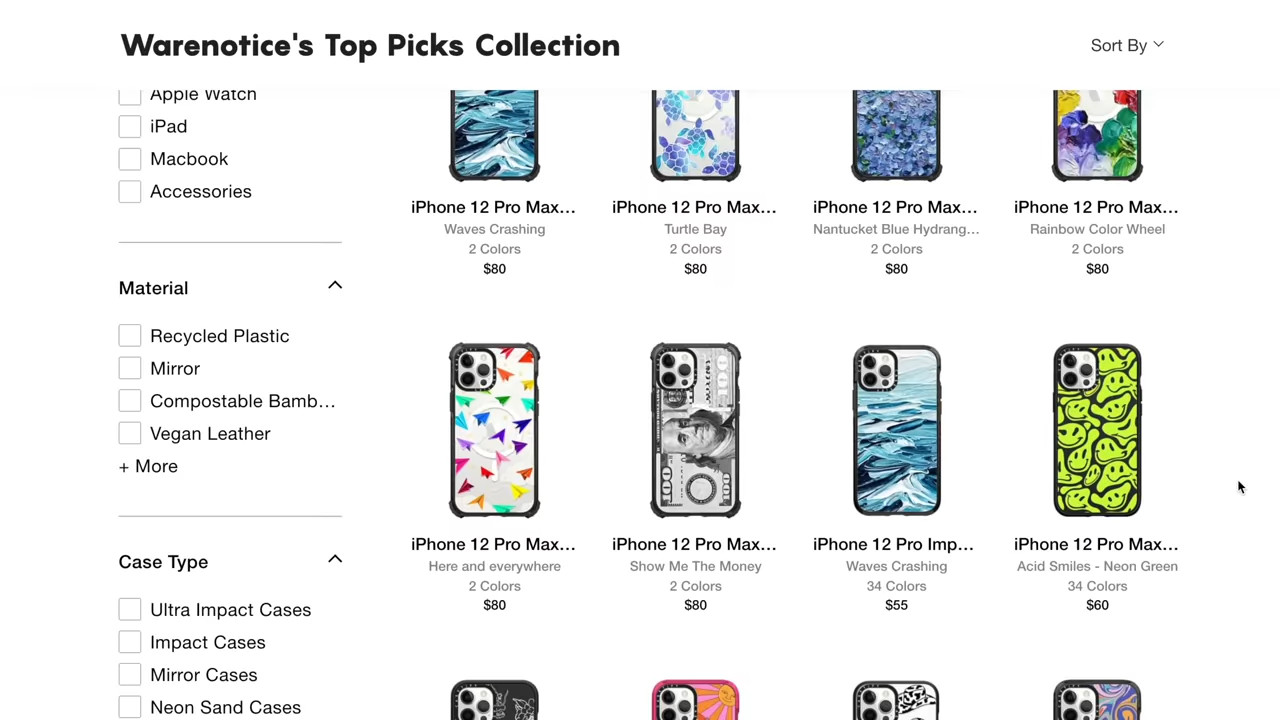 Warenotice's Top Picks Collection
Sort By
Apple Watch
iPad
Macbook
Accessories
Material
Recycled Plastic
Mirror
Compostable Bamb...
Vegan Leather
+ More
Case Type
Ultra Impact Cases
Impact Cases
Mirror Cases
Neon Sand Cases
iPhone 12 Pro Max...
Waves Crashing
2 Colors
$80
iPhone 12 Pro Max...
Turtle Bay
2 Colors
$80
iPhone 12 Pro Max...
Nantucket Blue Hydrang...
2 Colors
$80
iPhone 12 Pro Max...
Rainbow Color Wheel
2 Colors
$80
iPhone 12 Pro Max...
Here and everywhere
2 Colors
$80
100
100
iPhone 12 Pro Max...
Show Me The Money
2 Colors
$80
iPhone 12 Pro Imp...
Waves Crashing
34 Colors
$55
iPhone 12 Pro Max...
Acid Smiles - Neon Green
34 Colors
$60